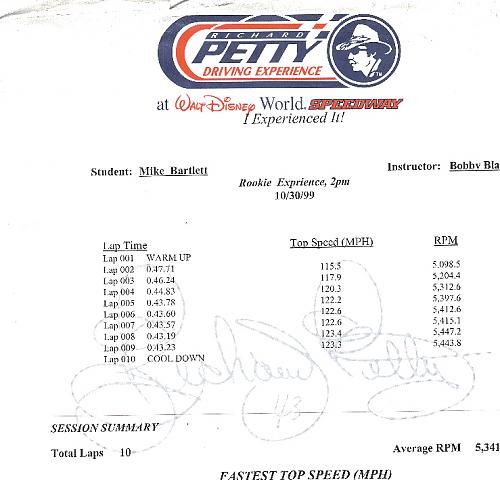 RICHARD
PETTY
DRIVING EXPERIENCE
at Walt Disney World. SPEEDWAY
I Experienced It!
Student: Mike Bartlett
Instructor: Bobby Bla
Rookie Exprience, 2pm
10/30/99
Lap Time Top Speed (MPH) RPM
Lap 001 WARM UP
Lap 002 0.47.71 115.5 5,098.5
Lap 003 0.46.24 117.9 5,204.4
Lap 004 0.44.83 120.3 5,312.6
Lap 005 0.43.78 122.2 5,397.6
Lap 006 0.43.60 122.6 5,412.6
Lap 007 0.43.57 122.6 5,415.1
Lap 008 0.43.19 123.4 5,447.2
Lap 009 0.43.23 123.3 5,443.8
Lap 010 COOL DOWN
Richard Petty
43
SESSION SUMMARY
Total Laps 10 Average RPM 5,341
FASTEST TOP SPEED (MPH)